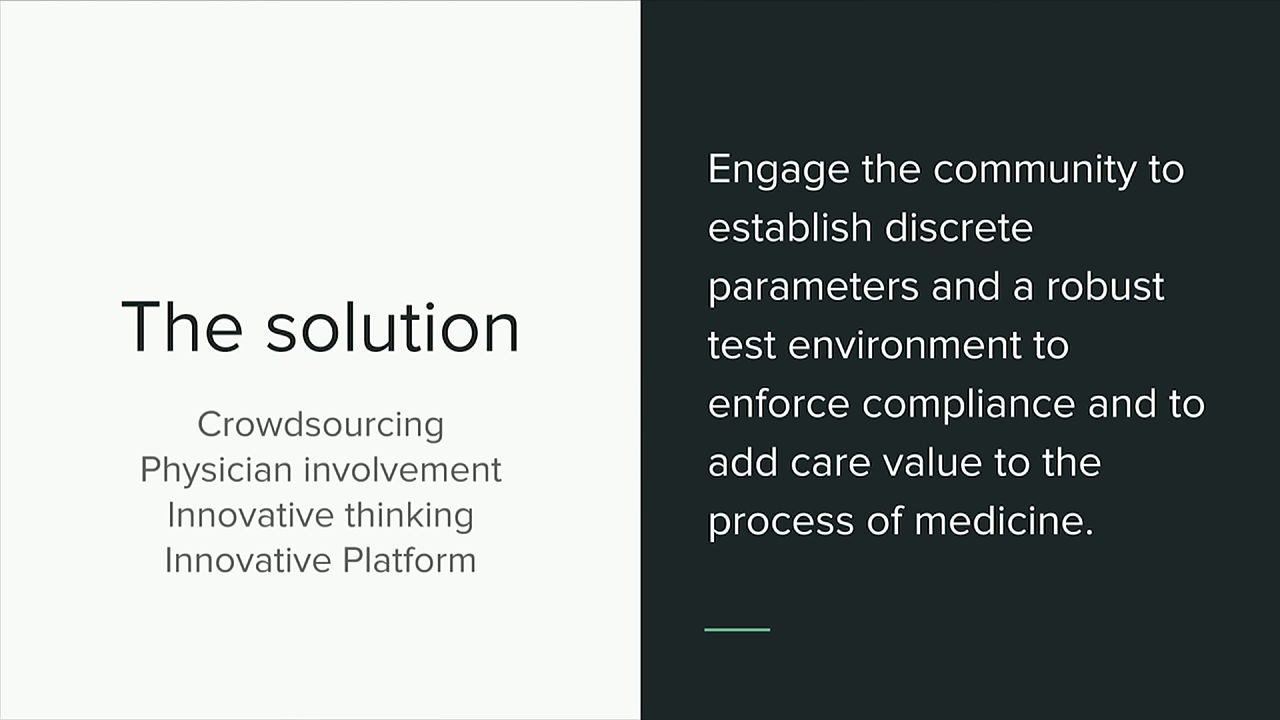 The solution
Crowdsourcing
Physician involvement
Innovative thinking
Innovative Platform
Engage the community to
establish discrete
parameters and a robust
test environment to
enforce compliance and to
add care value to the
process of medicine.